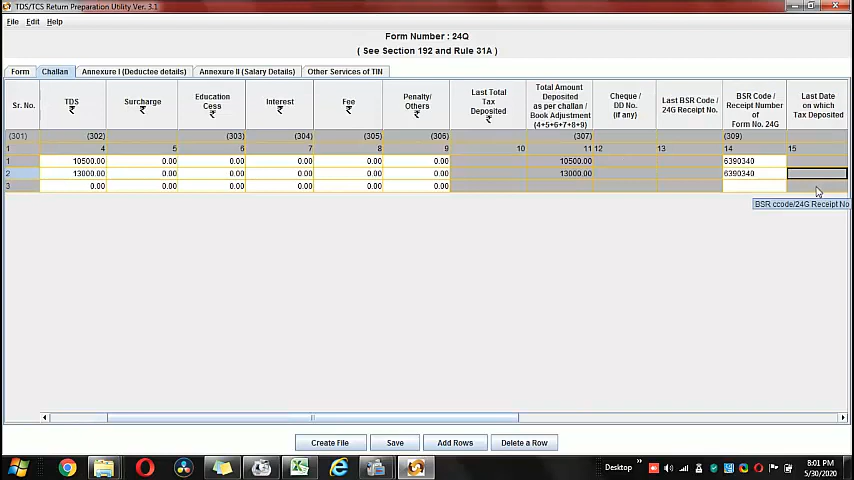 TDS/TCS Return Preparation Utility Ver. 3.1
File Edit Help
Form Number : 24Q
( See Section 192 and Rule 31A )
Form Challan Annexure I (Deductee details) Annexure II (Salary Details) Other Services of TIN
Sr. No. TDS ₹ Surcharge ₹ Education Cess ₹ Interest ₹ Fee ₹ Penalty/ Others ₹ Last Total Tax Deposited ₹ Total Amount Deposited as per challan / Book Adjustment (4+5+6+7+8+9) Cheque / DD No. (if any) Last BSR Code / 24G Receipt No. BSR Code / Receipt Number of Form No. 24G Last Date on which Tax Deposited
(301) (302) (303) (304) (305) (306) (307) (309)
1 4 5 6 7 8 9 10 11 12 13 14 15
1 10500.00 0.00 0.00 0.00 0.00 0.00 10500.00 6390340
2 13000.00 0.00 0.00 0.00 0.00 0.00 13000.00 6390340
3 0.00 0.00 0.00 0.00 0.00 0.00
BSR ccode/24G Receipt No
Create File Save Add Rows Delete a Row
Desktop » 8:01 PM
5/30/2020